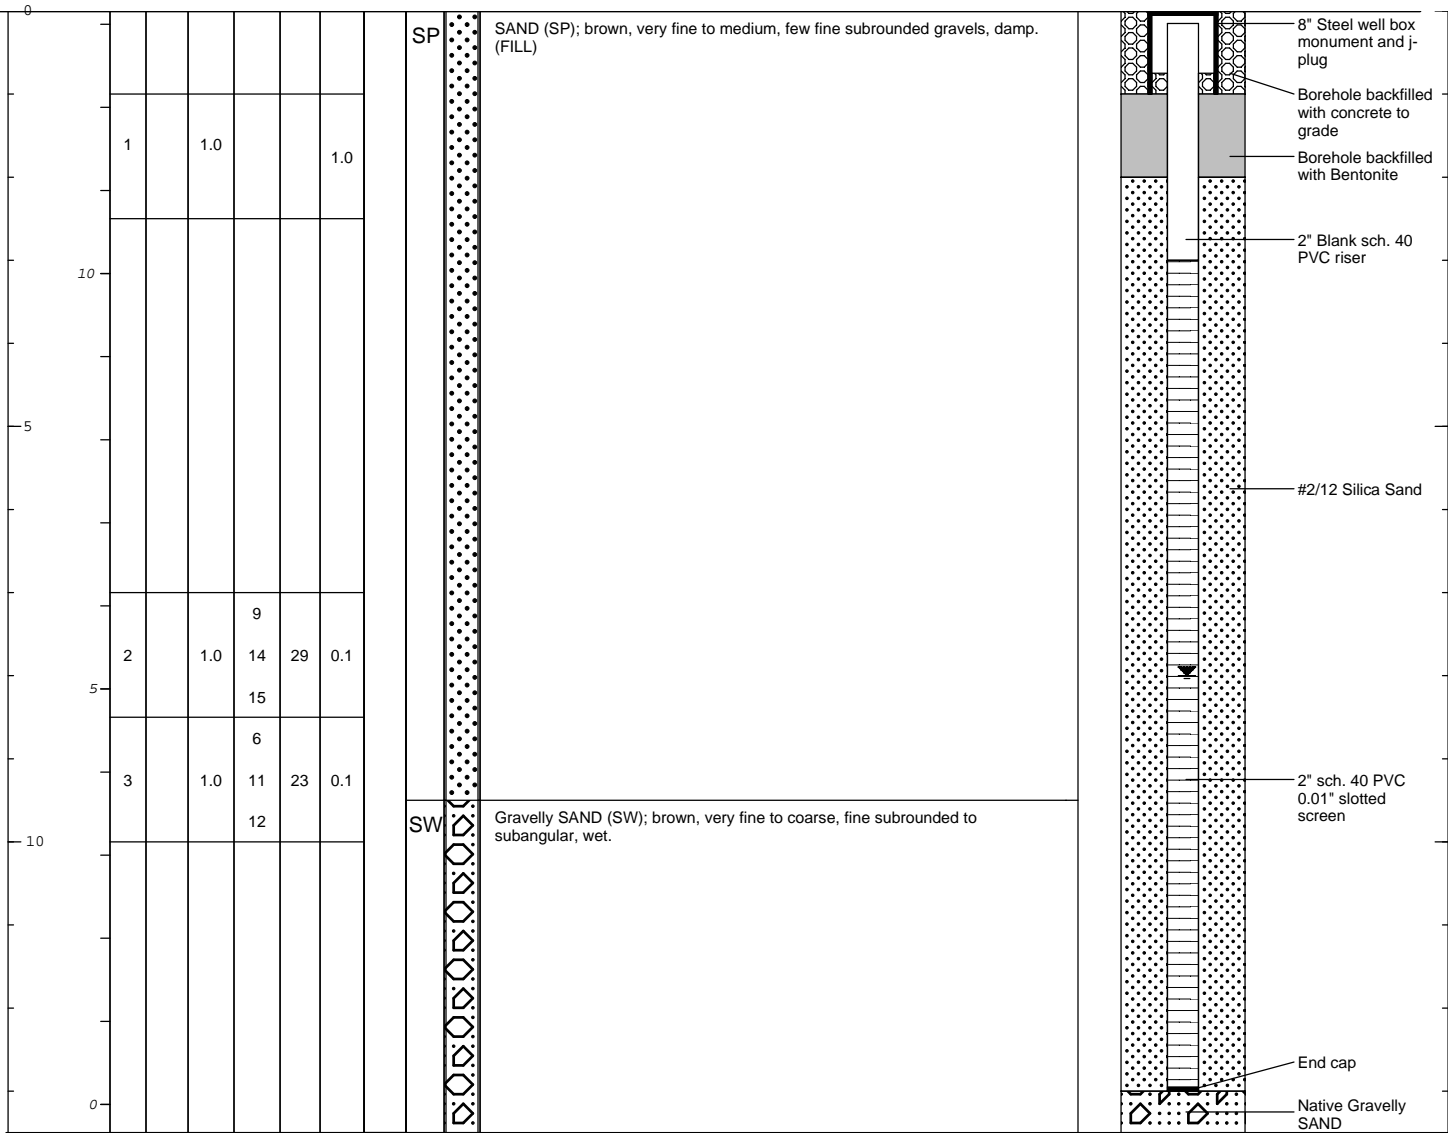 0
SP
SAND (SP); brown, very fine to medium, few fine subrounded gravels, damp.
(FILL)
8" Steel well box
monument and j-
plug
Borehole backfilled
with concrete to
grade
1 1.0 1.0
Borehole backfilled
with Bentonite
2" Blank sch. 40
PVC riser
10
5
#2/12 Silica Sand
9
2 1.0 14 29 0.1
15
5
6
3 1.0 11 23 0.1
12
2" sch. 40 PVC
0.01" slotted
screen
SW
Gravelly SAND (SW); brown, very fine to coarse, fine subrounded to
subangular, wet.
10
End cap
0
Native Gravelly
SAND